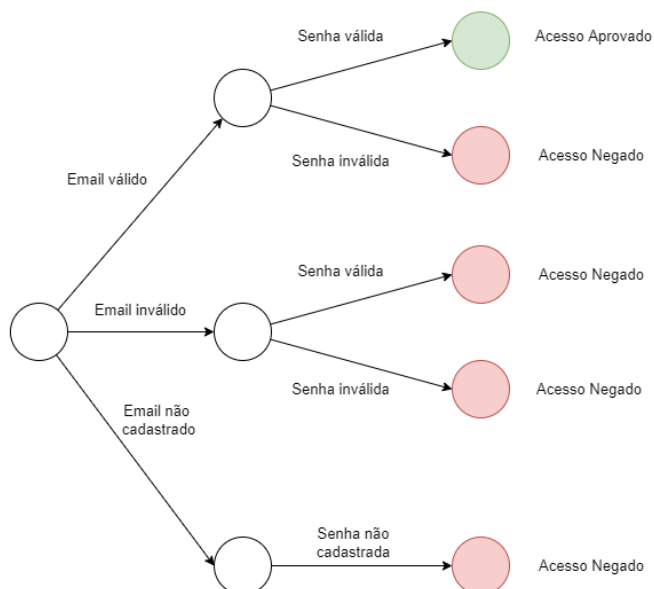 Senha válida
Acesso Aprovado
Senha inválida
Acesso Negado
Email válido
Senha válida
Acesso Negado
Email inválido
Senha inválida
Acesso Negado
Email não
cadastrado
Senha não
cadastrada
Acesso Negado